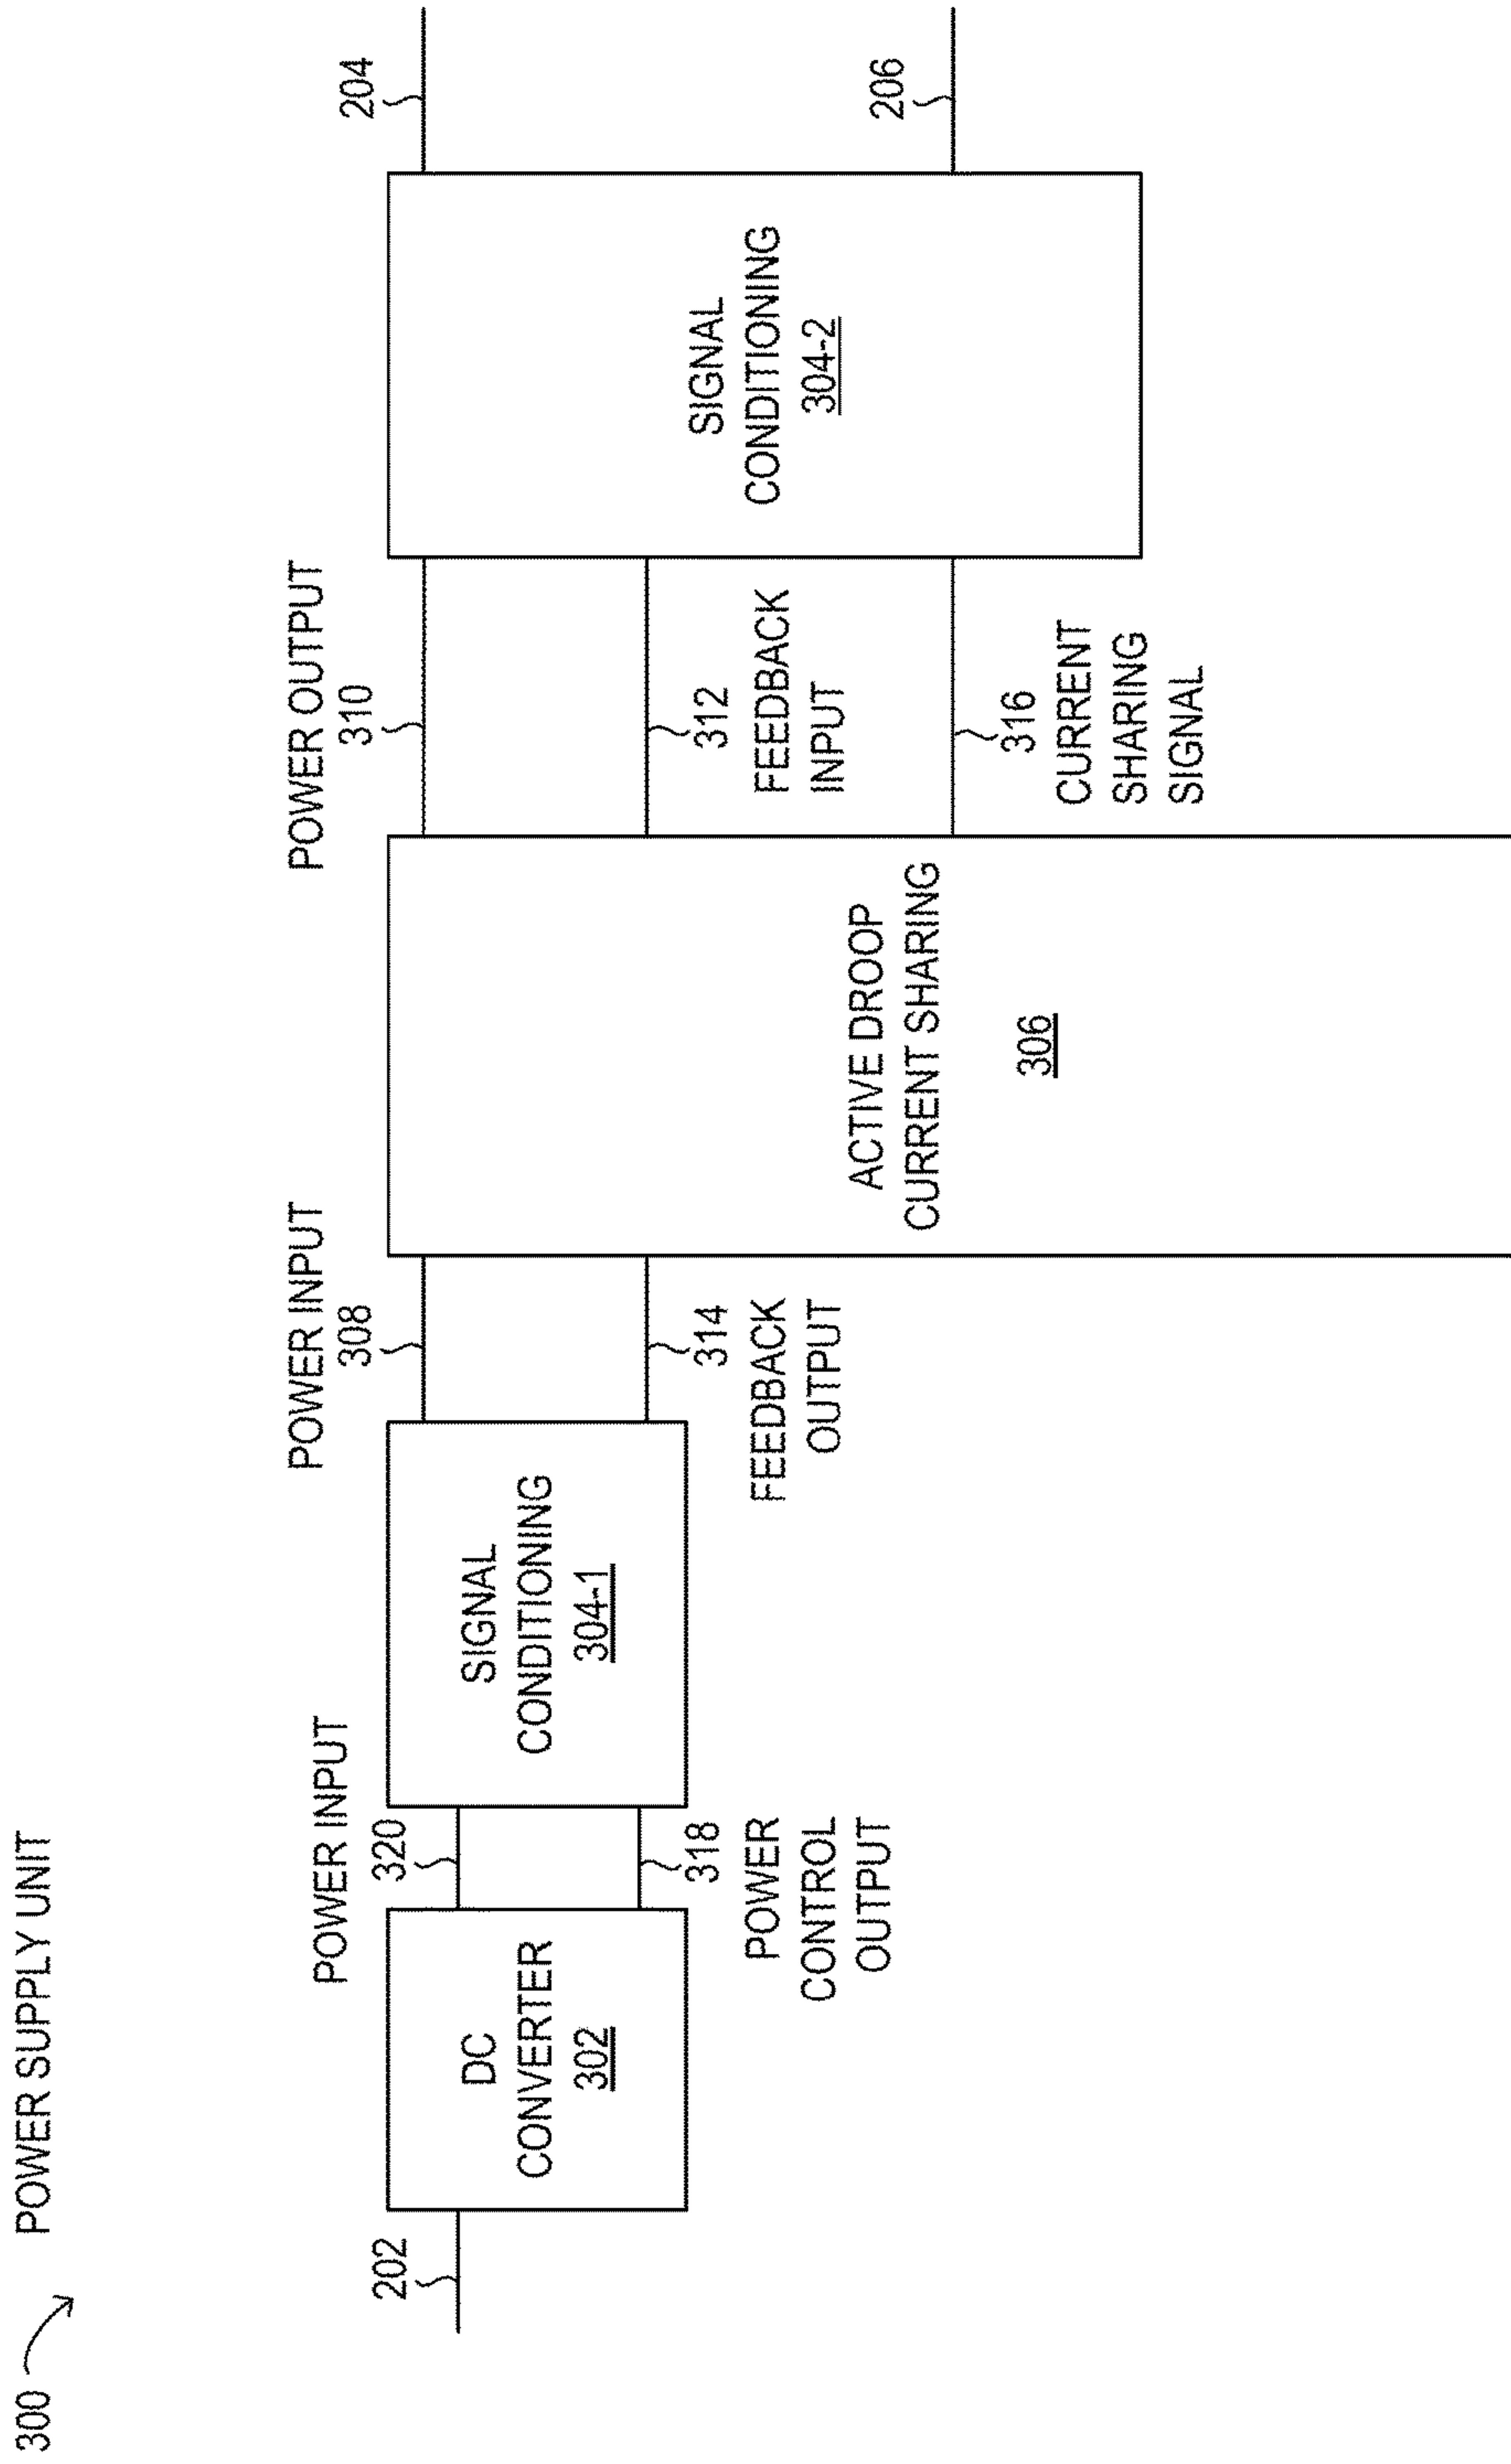 300
POWER SUPPLY UNIT
202
DC
CONVERTER
302
POWER INPUT
320
318
POWER
CONTROL
OUTPUT
SIGNAL
CONDITIONING
304-1
POWER INPUT
308
314
FEEDBACK
OUTPUT
ACTIVE DROOP
CURRENT SHARING
306
POWER OUTPUT
310
312
FEEDBACK
INPUT
316
CURRENT
SHARING
SIGNAL
SIGNAL
CONDITIONING
304-2
204
206